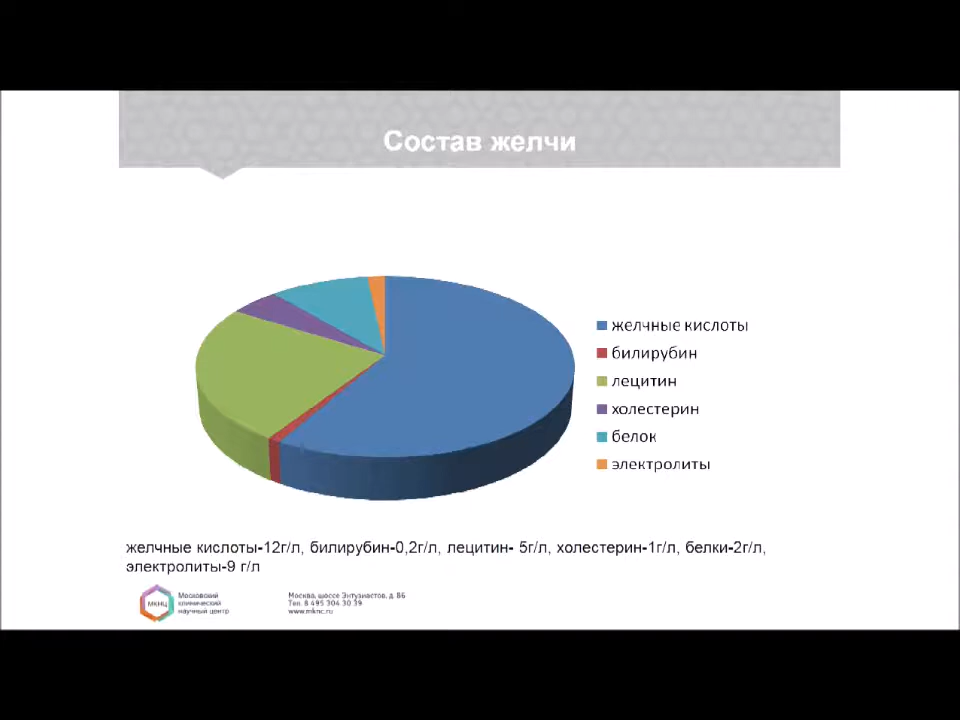 Состав желчи
желчные кислоты
билирубин
лецитин
холестерин
белок
электролиты
желчные кислоты-12г/л, билирубин-0,2г/л, лецитин- 5г/л, холестерин-1г/л, белки-2г/л,
электролиты-9 г/л
МКНЦ
Московский
клинический
научный центр
Москва, шоссе Энтузиастов, д. 86
Тел. 8 495 304 30 39
www.mknc.ru